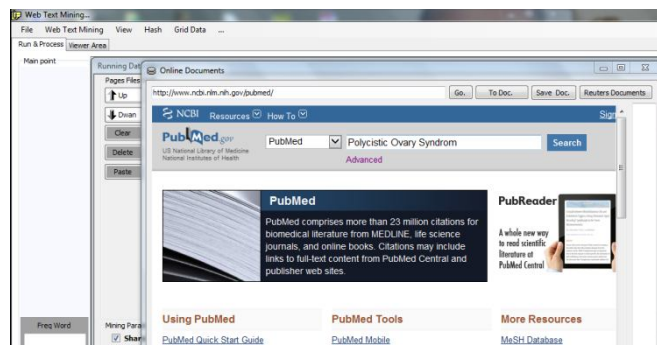 Web Text Mining...
File Web Text Mining View Hash Grid Data ...
Run & Process Viewer Area
Main point
Running Dat
Online Documents
Pages Files
http://www.ncbi.nlm.nih.gov/pubmed/ Go. To Doc. Save Doc. Reuters Documents
Up
Dwan
Clear
Delete
Paste
NCBI Resources How To Sign
PubMed.gov
US National Library of Medicine
National Institutes of Health
PubMed Polycistic Ovary Syndrom Search
Advanced
PubMed
PubMed comprises more than 23 million citations for
biomedical literature from MEDLINE, life science
journals, and online books. Citations may include
links to full-text content from PubMed Central and
publisher web sites.
PubReader
A whole new way
to read scientific
literature at
PubMed Central
Using PubMed PubMed Tools More Resources
PubMed Quick Start Guide PubMed Mobile MeSH Database
Freq Word
Mining Para
Shar